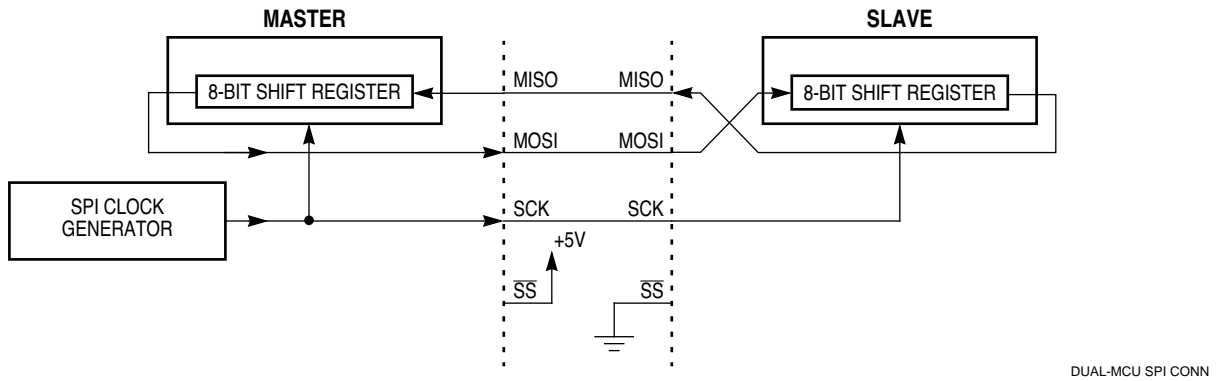 MASTER
SLAVE
8-BIT SHIFT REGISTER
MISO
MISO
8-BIT SHIFT REGISTER
MOSI
MOSI
SPI CLOCK
GENERATOR
SCK
SCK
+5V
SS
SS
DUAL-MCU SPI CONN